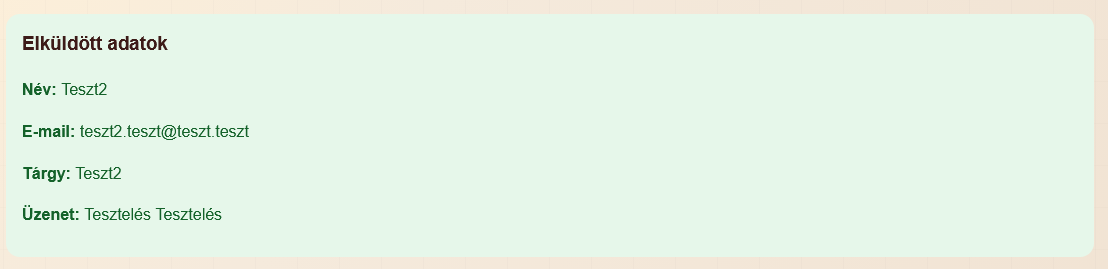 Elküldött adatok
Név: Teszt2
E-mail: teszt2.teszt@teszt.teszt
Tárgy: Teszt2
Üzenet: Tesztelés Tesztelés